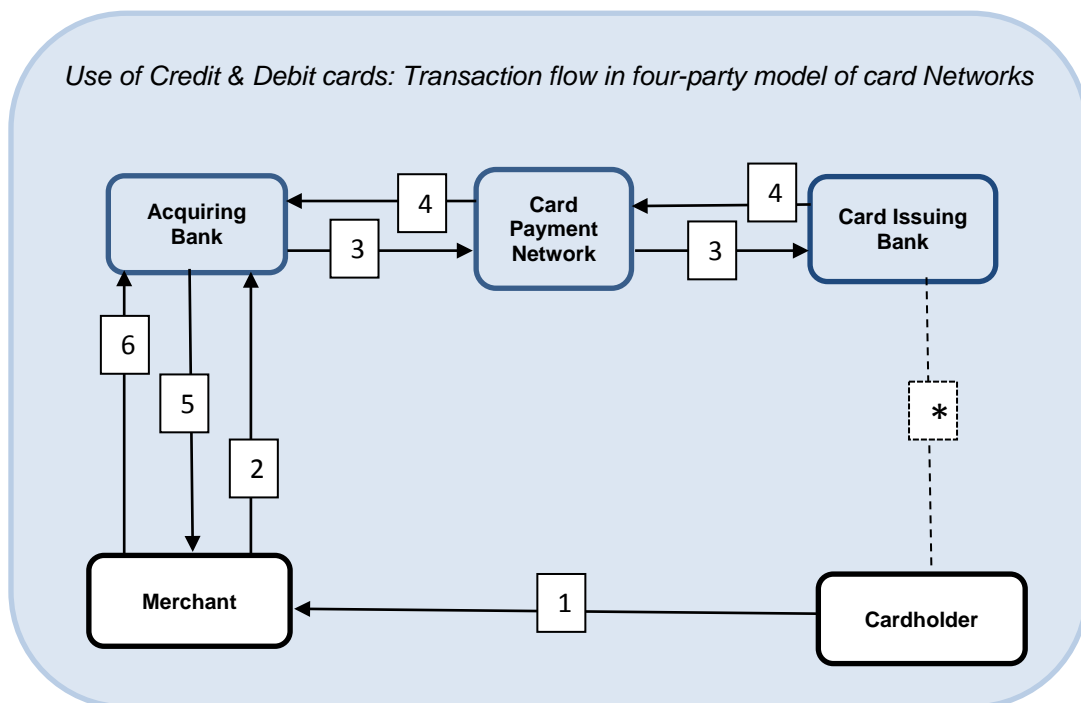 Use of Credit & Debit cards: Transaction flow in four-party model of card Networks
Acquiring
Bank
4
Card
Payment
Network
4
Card Issuing
Bank
3
3
6
5
2
*
Merchant
1
Cardholder